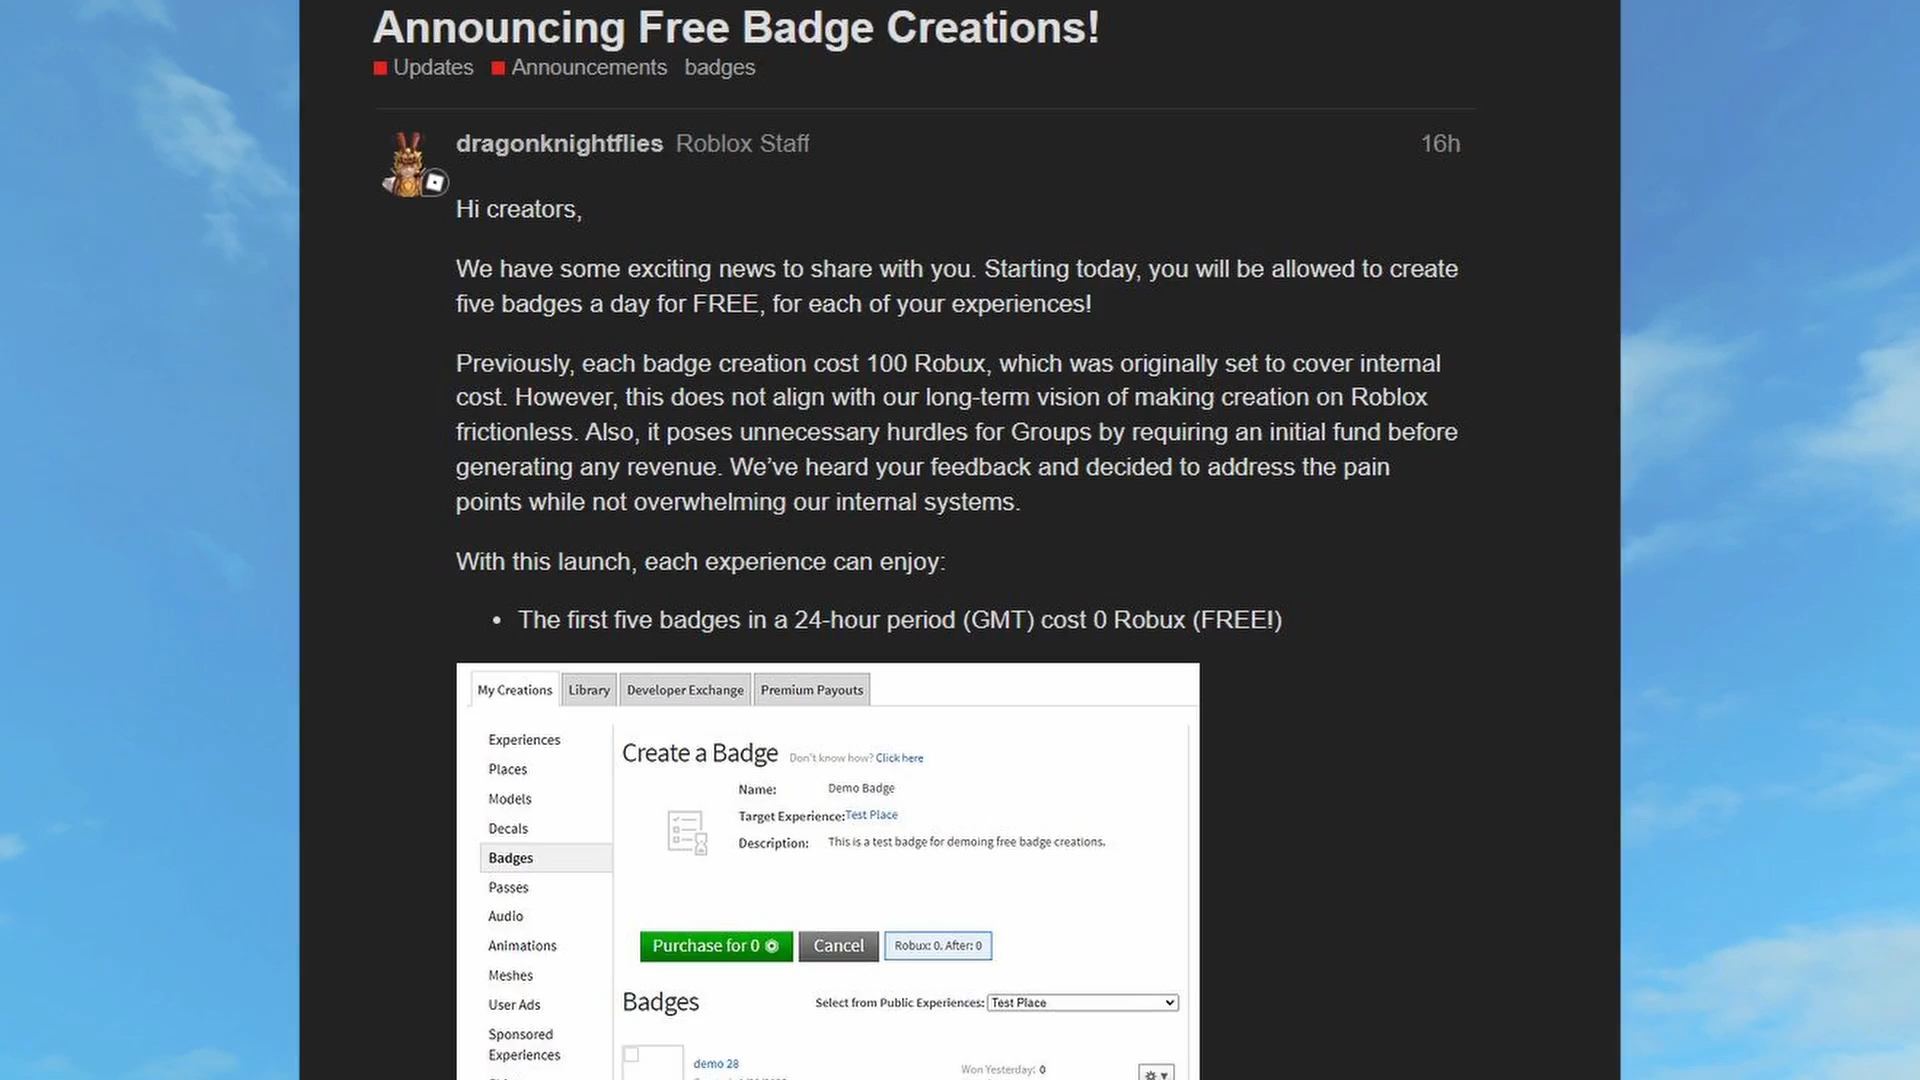 Announcing Free Badge Creations!
Updates Announcements badges
dragonknightflies Roblox Staff 16h
Hi creators,
We have some exciting news to share with you. Starting today, you will be allowed to create
five badges a day for FREE, for each of your experiences!
Previously, each badge creation cost 100 Robux, which was originally set to cover internal
cost. However, this does not align with our long-term vision of making creation on Roblox
frictionless. Also, it poses unnecessary hurdles for Groups by requiring an initial fund before
generating any revenue. We’ve heard your feedback and decided to address the pain
points while not overwhelming our internal systems.
With this launch, each experience can enjoy:
• The first five badges in a 24-hour period (GMT) cost 0 Robux (FREE!)
My Creations Library Developer Exchange Premium Payouts
Experiences
Places
Models
Decals
Badges
Passes
Audio
Animations
Meshes
User Ads
Sponsored
Experiences
Create a Badge Don't know how? Click here
Name: Demo Badge
Target Experience: Test Place
Description: This is a test badge for demoing free badge creations.
Purchase for 0 Cancel Robux: 0. After: 0
Badges Select from Public Experiences: Test Place
demo 28 Won Yesterday: 0